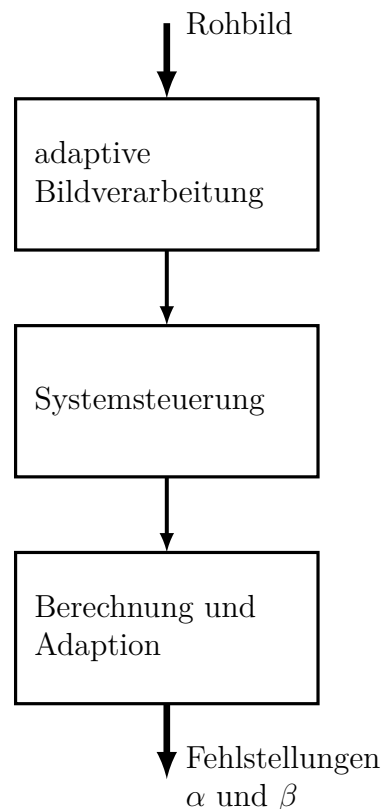 Rohbild
adaptive
Bildverarbeitung
Systemsteuerung
Berechnung und
Adaption
Fehlstellungen
α und β